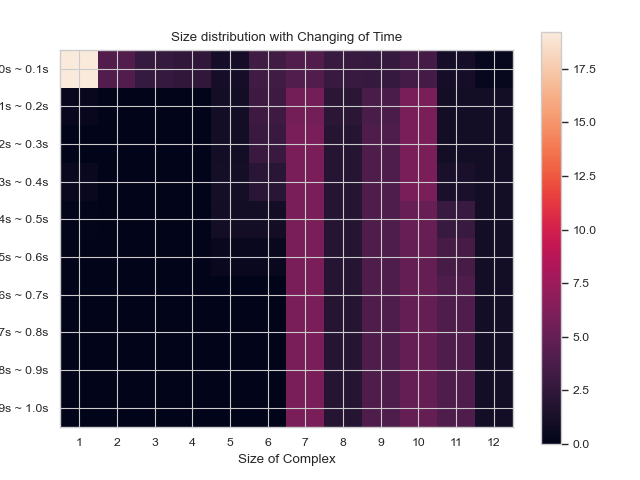 Size distribution with Changing of Time
0s ~ 0.1s
1s ~ 0.2s
2s ~ 0.3s
3s ~ 0.4s
4s ~ 0.5s
5s ~ 0.6s
6s ~ 0.7s
7s ~ 0.8s
8s ~ 0.9s
9s ~ 1.0s
1 2 3 4 5 6 7 8 9 10 11 12
Size of Complex
17.5
15.0
12.5
10.0
7.5
5.0
2.5
0.0